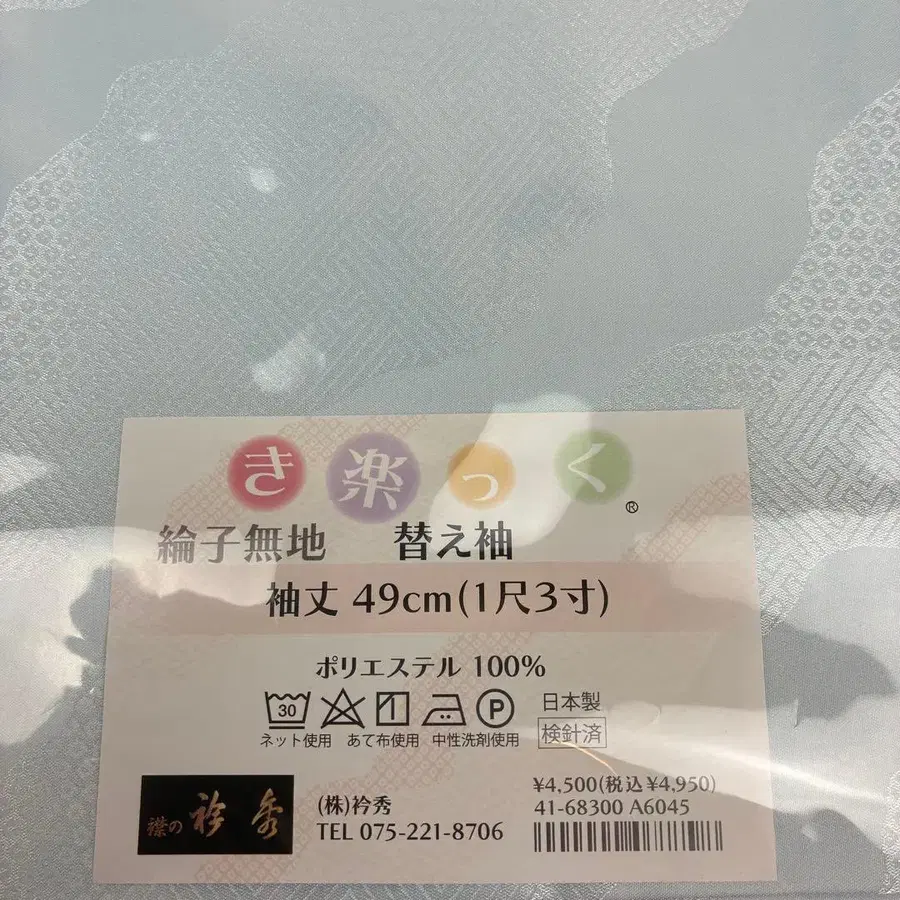 き楽っく®
綸子無地 替え袖
袖丈 49cm(1尺3寸)
ポリエステル 100%
30 P 日本製
ネット使用 あて布使用 中性洗剤使用 検針済
襟の 衿秀
(株)衿秀
TEL 075-221-8706
¥4,500(税込¥4,950)
41-68300 A6045